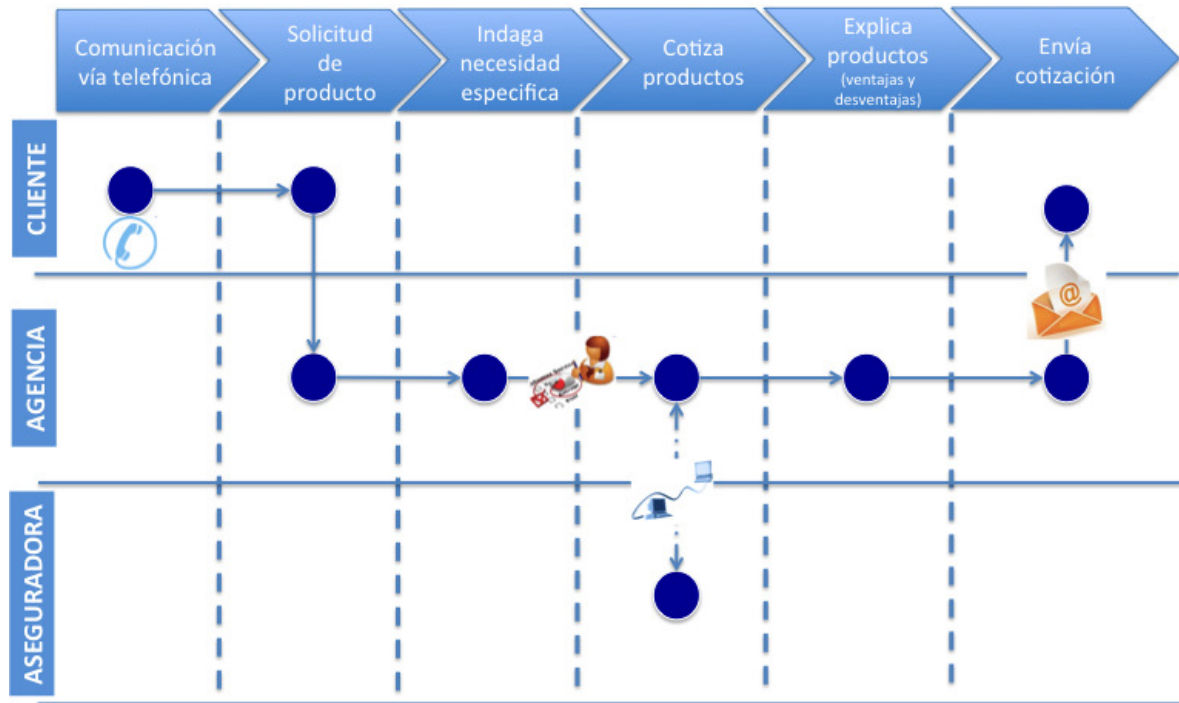 Comunicación
vía telefónica
Solicitud
de
producto
Indaga
necesidad
especifica
Cotiza
productos
Explica
productos
(ventajas y
desventajas)
Envía
cotización
CLIENTE
@
AGENCIA
ASEGURADORA